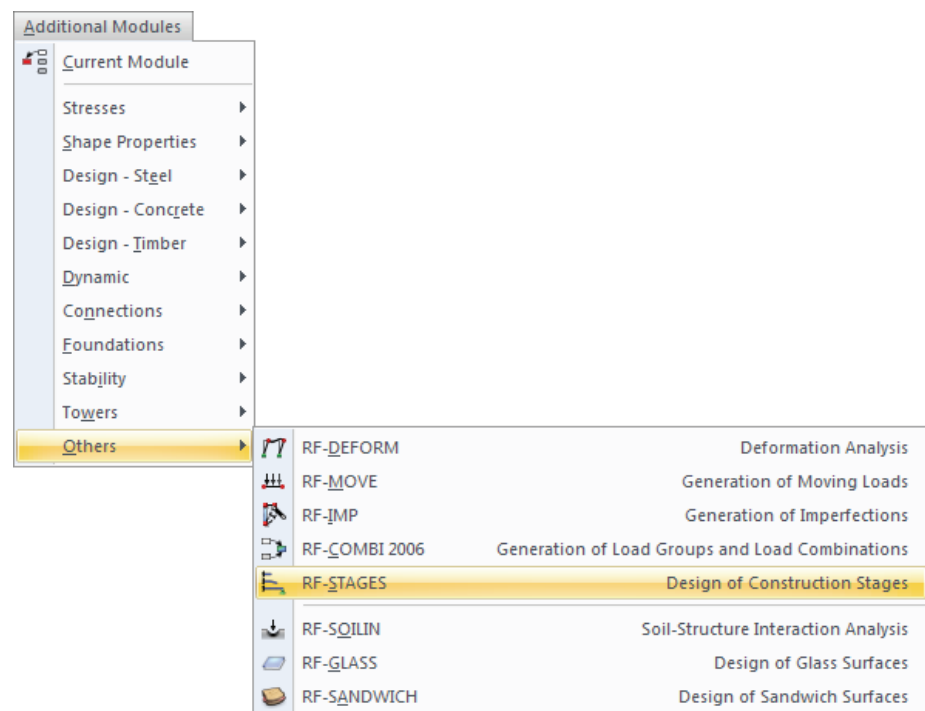 Additional Modules
Current Module
Stresses
Shape Properties
Design - Steel
Design - Concrete
Design - Timber
Dynamic
Connections
Foundations
Stability
Towers
Others
RF-DEFORM Deformation Analysis
RF-MOVE Generation of Moving Loads
RF-IMP Generation of Imperfections
RF-COMBI 2006 Generation of Load Groups and Load Combinations
RF-STAGES Design of Construction Stages
RF-SOILIN Soil-Structure Interaction Analysis
RF-GLASS Design of Glass Surfaces
RF-SANDWICH Design of Sandwich Surfaces